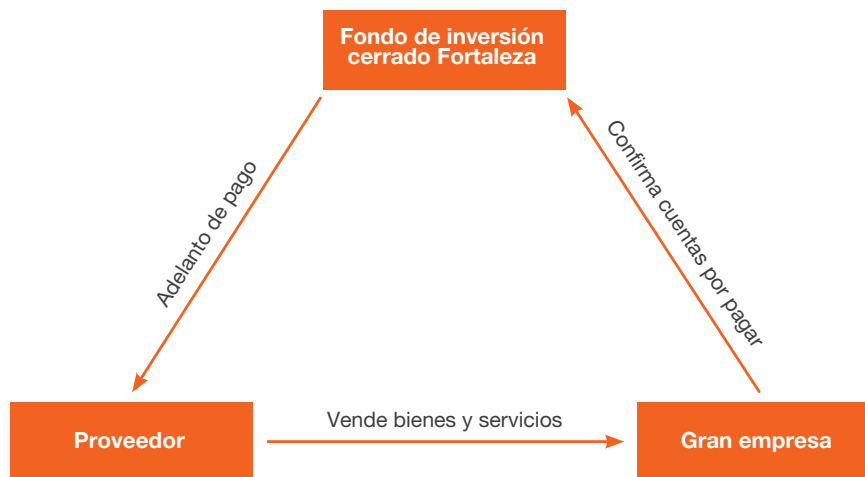 Fondo de inversión
cerrado Fortaleza
Adelanto de pago
Confirma cuentas por pagar
Proveedor
Vende bienes y servicios
Gran empresa